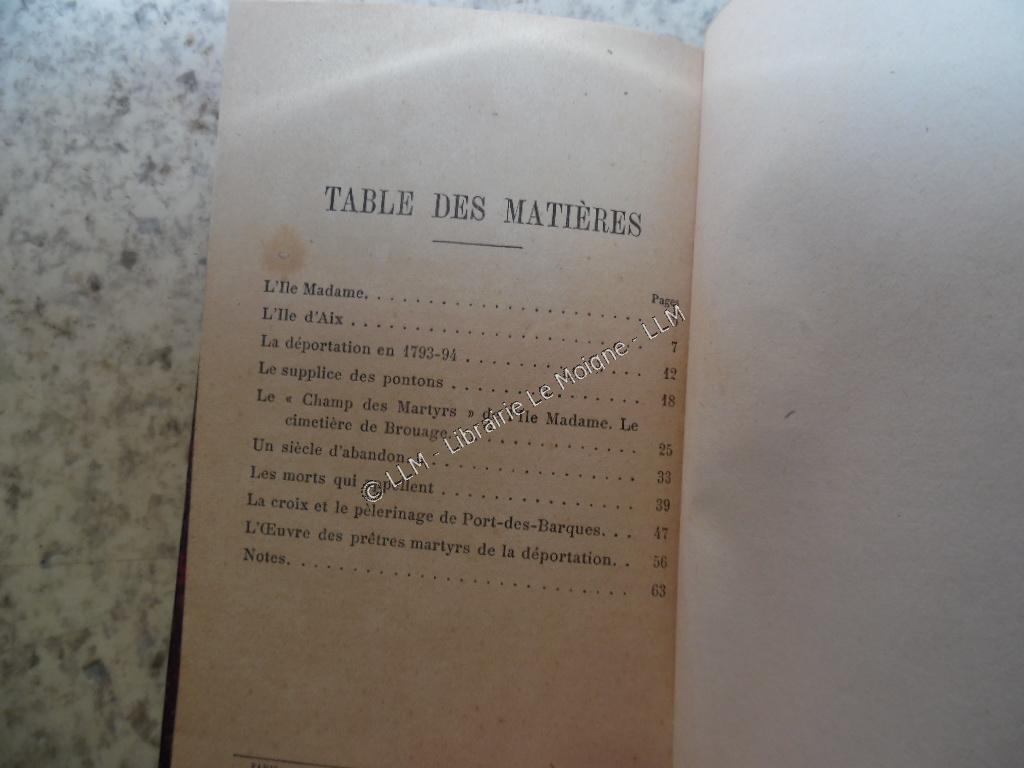 TABLE DES MATIÈRES
Pages
L'Ile Madame. . . . . . . . . . . . . . . . . . . . . .
L'Ile d'Aix . . . . . . . . . . . . . . . . . . . . . . 7
La déportation en 1793-94 . . . . . . . . . . . . . 12
Le supplice des pontons . . . . . . . . . . . . . . 18
Le « Champ des Martyrs » Ile Madame. Le
cimetière de Brouage . . . . . . . . . . . . . . 25
Un siècle d'abandon. . . . . . . . . . . . . . . . . 33
Les morts qui . . . . . . . . . . . . . . 39
La croix et le pèlerinage de Port-des-Barques. . . 47
L'Œuvre des prêtres martyrs de la déportation. . 56
Notes. . . . . . . . . . . . . . . . . . . . . . . . 63
© LLM - Librairie Le Moigne - LLM